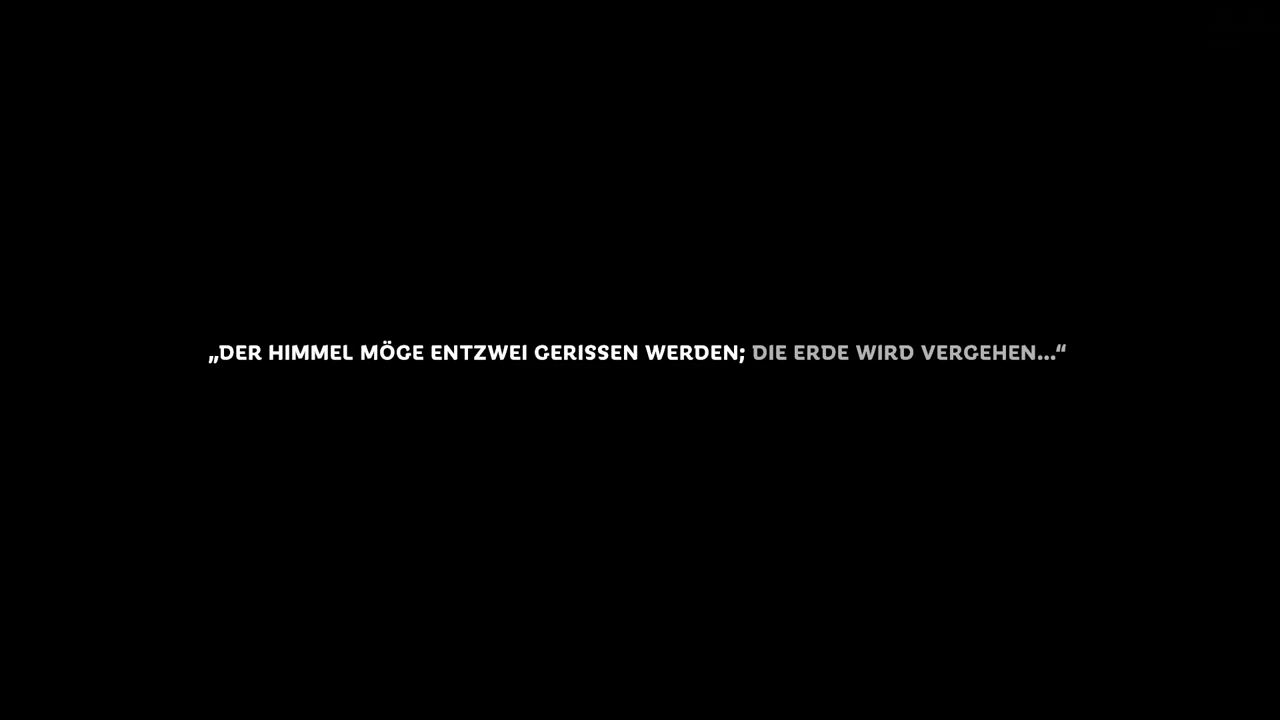 „DER HIMMEL MÖGE ENTZWEI GERISSEN WERDEN; DIE ERDE WIRD VERGEHEN...“